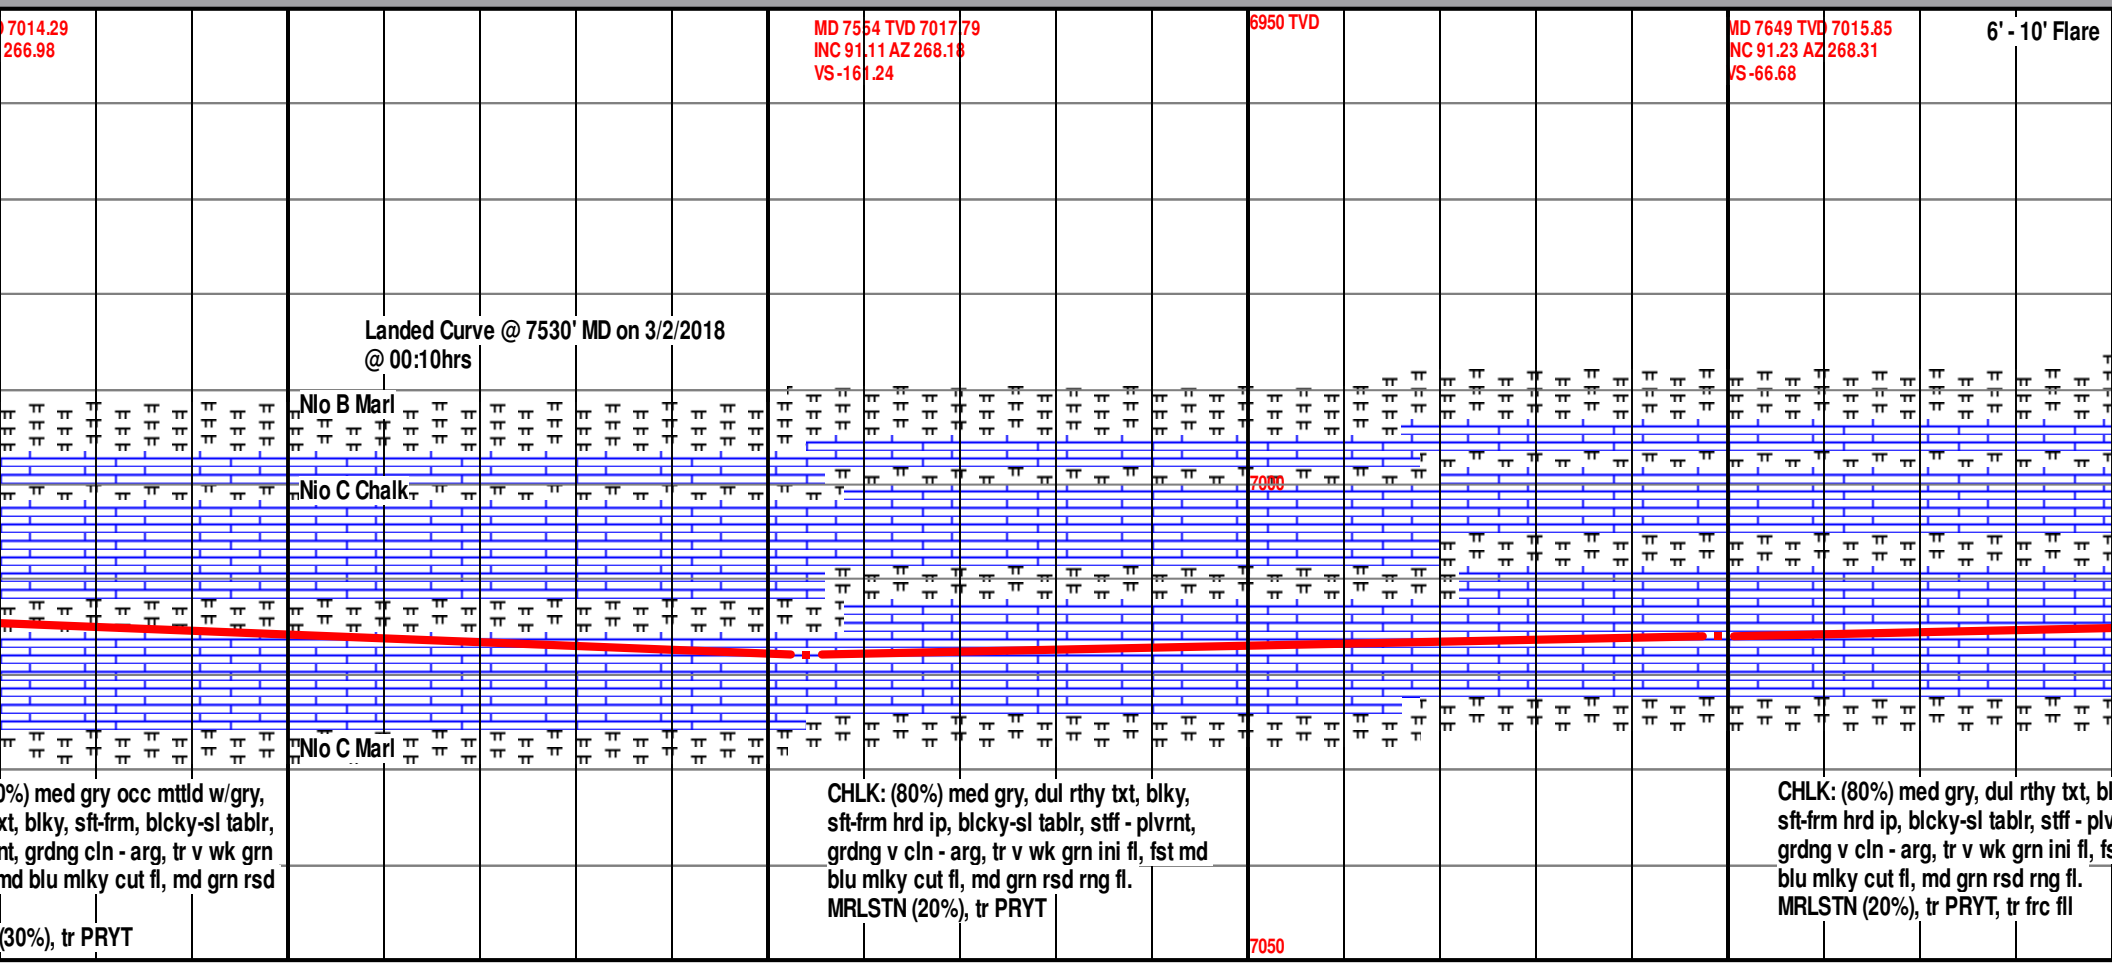 7014.29
266.98
MD 7554 TVD 7017.79
INC 91.11 AZ 268.18
VS -161.24
6950 TVD
MD 7649 TVD 7015.85
INC 91.23 AZ 268.31
VS -66.68
6' - 10' Flare
Landed Curve @ 7530' MD on 3/2/2018
@ 00:10hrs
Nio B Marl
Nio C Chalk
7000
Nio C Marl
0%) med gry occ mttld w/gry,
xt, blky, sft-frm, blcky-sl tablr,
nt, grdng cln - arg, tr v wk grn
md blu mlky cut fl, md grn rsd
(30%), tr PRYT
CHLK: (80%) med gry, dul rthy txt, blky,
sft-frm hrd ip, blcky-sl tablr, stff - plvrnt,
grdng v cln - arg, tr v wk grn ini fl, fst md
blu mlky cut fl, md grn rsd rng fl.
MRLSTN (20%), tr PRYT
7050
CHLK: (80%) med gry, dul rthy txt, bl
sft-frm hrd ip, blcky-sl tablr, stff - plv
grdng v cln - arg, tr v wk grn ini fl, fs
blu mlky cut fl, md grn rsd rng fl.
MRLSTN (20%), tr PRYT, tr frc fll